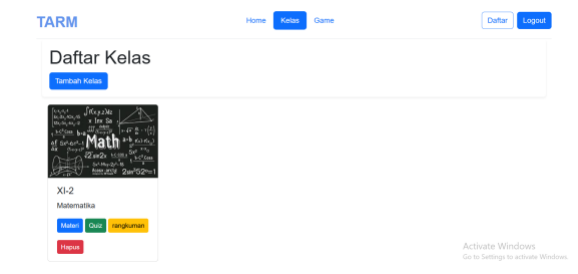 TARM
Home Kelas Game
Daftar Logout
Daftar Kelas
Tambah Kelas
Math
XI-2
Matematika
Materi Quiz rangkuman
Hapus
Activate Windows
Go to Settings to activate Windows.